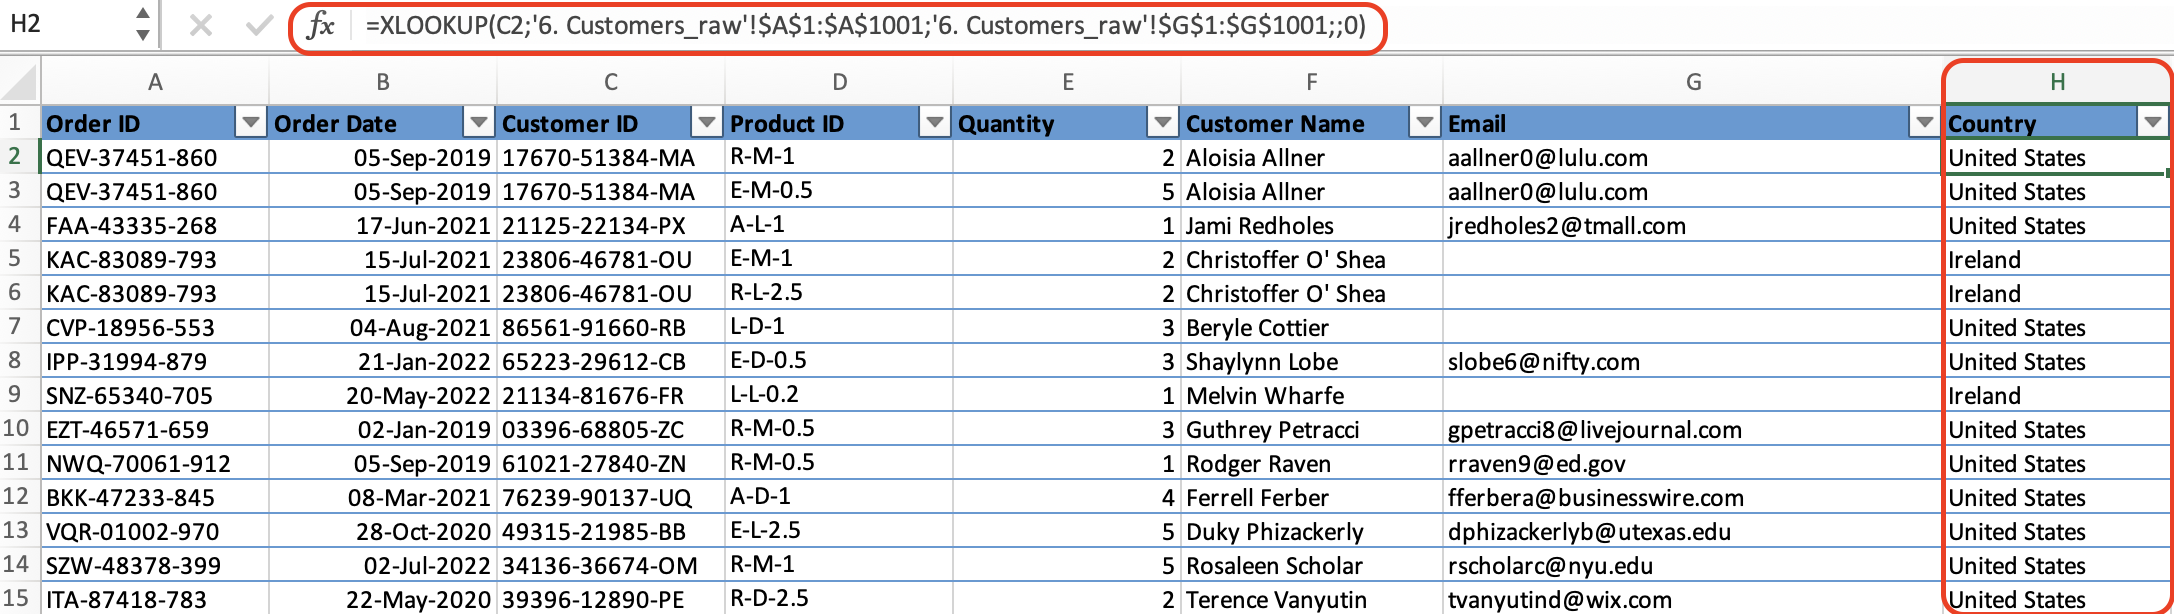 H2 fx =XLOOKUP(C2;'6. Customers_raw'!$A$1:$A$1001;'6. Customers_raw'!$G$1:$G$1001;;0)
A B C D E F G H
1 Order ID Order Date Customer ID Product ID Quantity Customer Name Email Country
2 QEV-37451-860 05-Sep-2019 17670-51384-MA R-M-1 2 Aloisia Allner aallner0@lulu.com United States
3 QEV-37451-860 05-Sep-2019 17670-51384-MA E-M-0.5 5 Aloisia Allner aallner0@lulu.com United States
4 FAA-43335-268 17-Jun-2021 21125-22134-PX A-L-1 1 Jami Redholes jredholes2@tmall.com United States
5 KAC-83089-793 15-Jul-2021 23806-46781-OU E-M-1 2 Christoffer O' Shea Ireland
6 KAC-83089-793 15-Jul-2021 23806-46781-OU R-L-2.5 2 Christoffer O' Shea Ireland
7 CVP-18956-553 04-Aug-2021 86561-91660-RB L-D-1 3 Beryle Cottier United States
8 IPP-31994-879 21-Jan-2022 65223-29612-CB E-D-0.5 3 Shaylynn Lobe slobe6@nifty.com United States
9 SNZ-65340-705 20-May-2022 21134-81676-FR L-L-0.2 1 Melvin Wharfe Ireland
10 EZT-46571-659 02-Jan-2019 03396-68805-ZC R-M-0.5 3 Guthrey Petracci gpetracci8@livejournal.com United States
11 NWQ-70061-912 05-Sep-2019 61021-27840-ZN R-M-0.5 1 Rodger Raven rraven9@ed.gov United States
12 BKK-47233-845 08-Mar-2021 76239-90137-UQ A-D-1 4 Ferrell Ferber fferbera@businesswire.com United States
13 VQR-01002-970 28-Oct-2020 49315-21985-BB E-L-2.5 5 Duky Phizackerly dphizackerlyb@utexas.edu United States
14 SZW-48378-399 02-Jul-2022 34136-36674-OM R-M-1 5 Rosaleen Scholar rscholarc@nyu.edu United States
15 ITA-87418-783 22-May-2020 39396-12890-PE R-D-2.5 2 Terence Vanyutin tvanyutind@wix.com United States